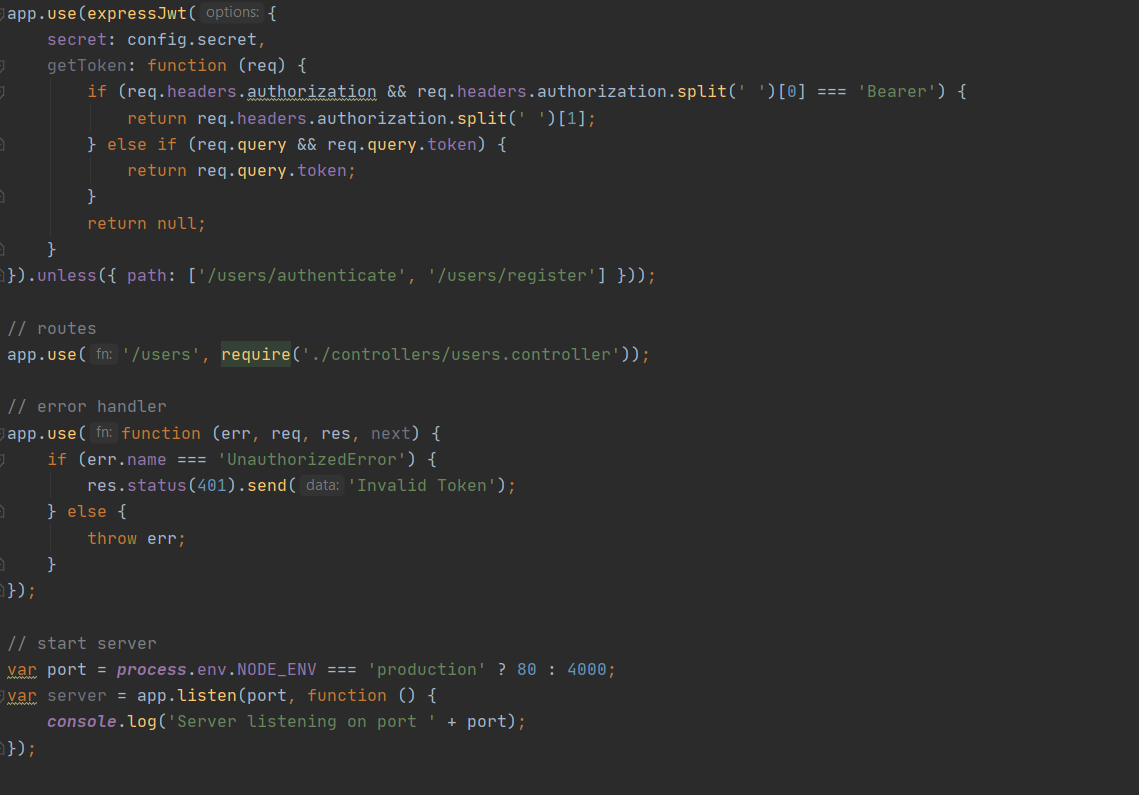 app.use(expressJwt( options: {
    secret: config.secret,
    getToken: function (req) {
        if (req.headers.authorization && req.headers.authorization.split(' ')[0] === 'Bearer') {
            return req.headers.authorization.split(' ')[1];
        } else if (req.query && req.query.token) {
            return req.query.token;
        }
        return null;
    }
}).unless({ path: ['/users/authenticate', '/users/register'] }));
// routes
app.use( fn: '/users', require('./controllers/users.controller'));
// error handler
app.use( fn: function (err, req, res, next) {
    if (err.name === 'UnauthorizedError') {
        res.status(401).send( data: 'Invalid Token');
    } else {
        throw err;
    }
});
// start server
var port = process.env.NODE_ENV === 'production' ? 80 : 4000;
var server = app.listen(port, function () {
    console.log('Server listening on port ' + port);
});